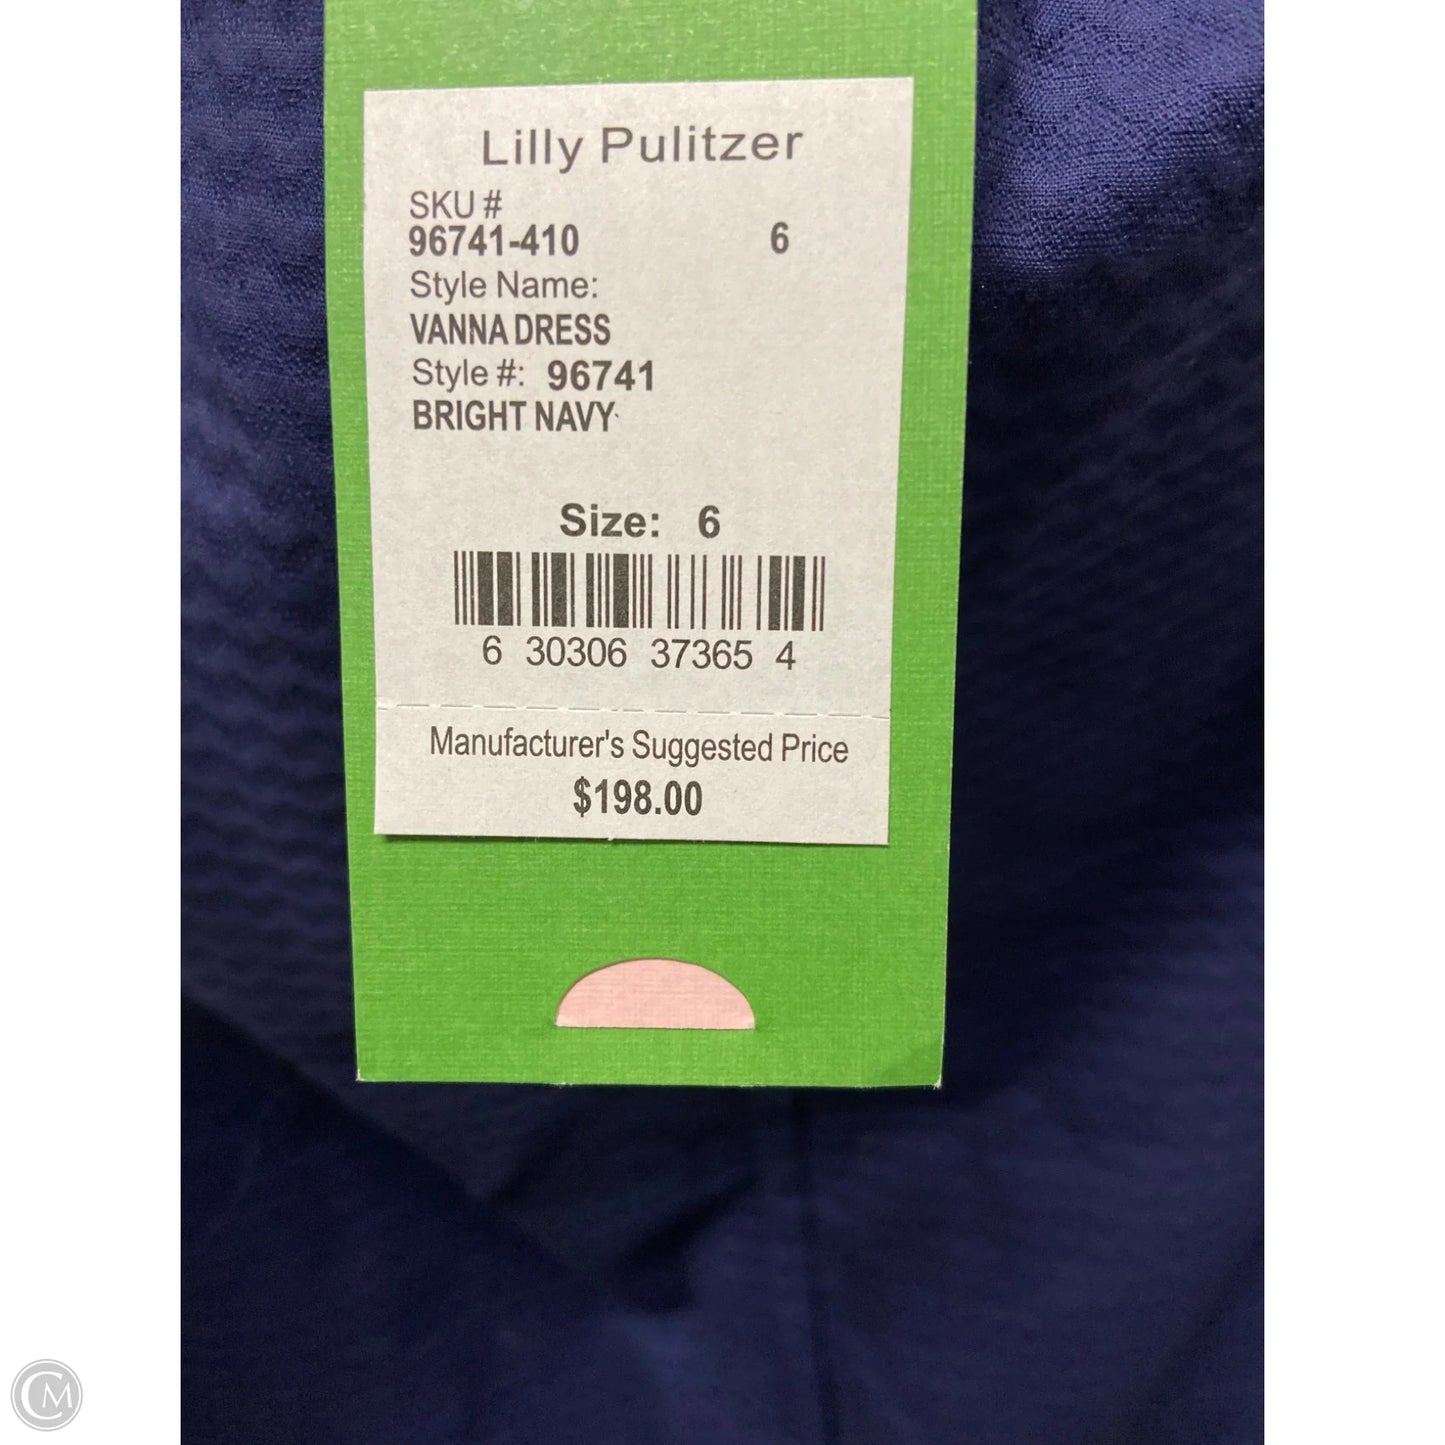 Lilly Pulitzer
SKU #
96741-410 6
Style Name:
VANNA DRESS
Style #: 96741
BRIGHT NAVY
Size: 6
6 30306 37365 4
Manufacturer's Suggested Price
$198.00
CM